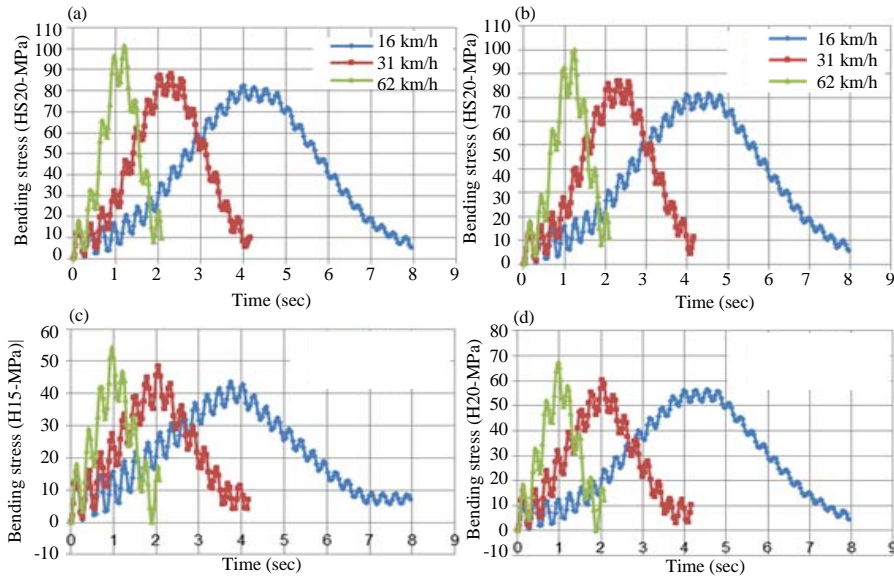 (a)
Bending stress (HS20-MPa)
110
100
90
80
70
60
50
40
30
20
10
0
16 km/h
31 km/h
62 km/h
0 1 2 3 4 5 6 7 8 9
Time (sec)
(b)
Bending stress (HS20-MPa)
110
100
90
80
70
60
50
40
30
20
10
0
16 km/h
31 km/h
62 km/h
0 1 2 3 4 5 6 7 8 9
Time (sec)
(c)
Bending stress (H15-MPa)|
60
50
40
30
20
10
0
-10
0 1 2 3 4 5 6 7 8 9
Time (sec)
(d)
Bending stress (H20-MPa)
80
70
60
50
40
30
20
10
0
-10
0 1 2 3 4 5 6 7 8 9
Time (sec)